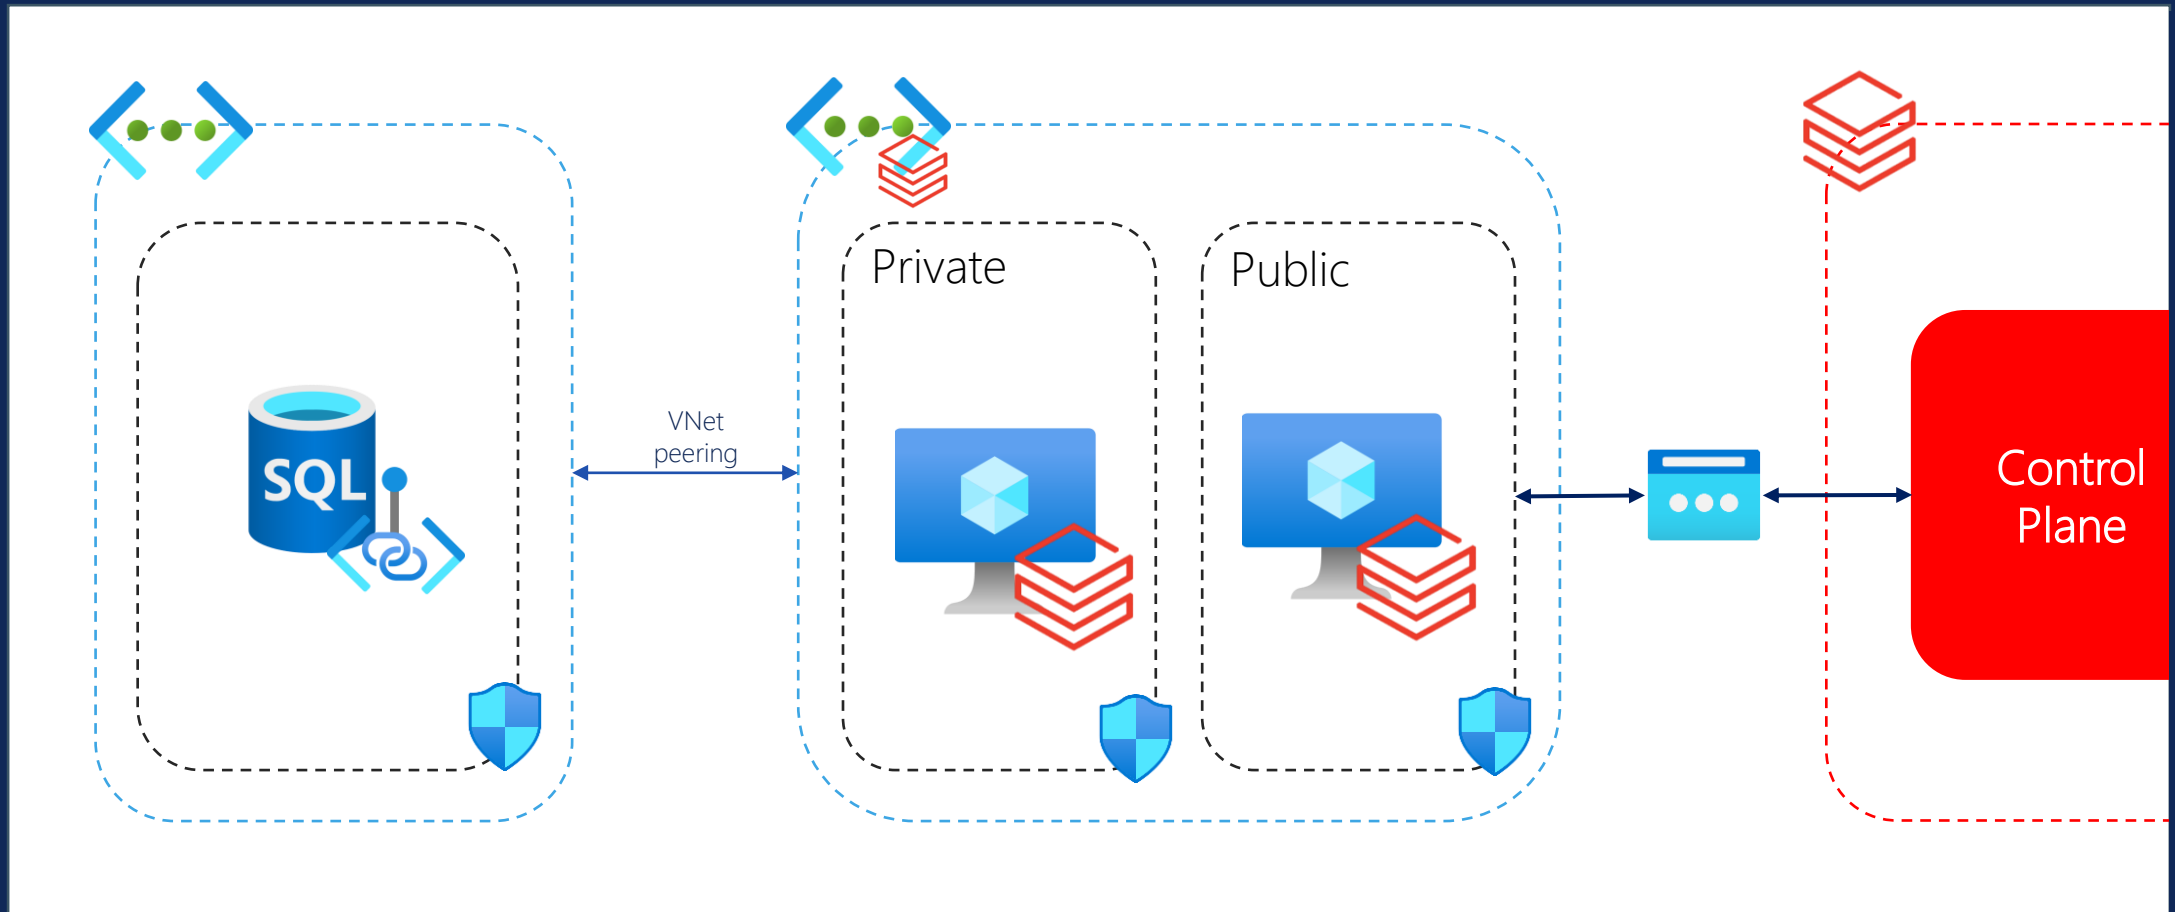 Private
Public
VNet
peering
SQL
Control
Plane